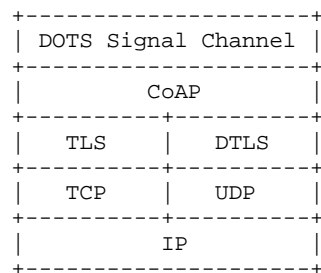 +---------------------+
| DOTS Signal Channel |
+---------------------+
|         CoAP        |
+----------+----------+
|   TLS    |   DTLS   |
+----------+----------+
|   TCP    |   UDP    |
+----------+----------+
|          IP         |
+---------------------+